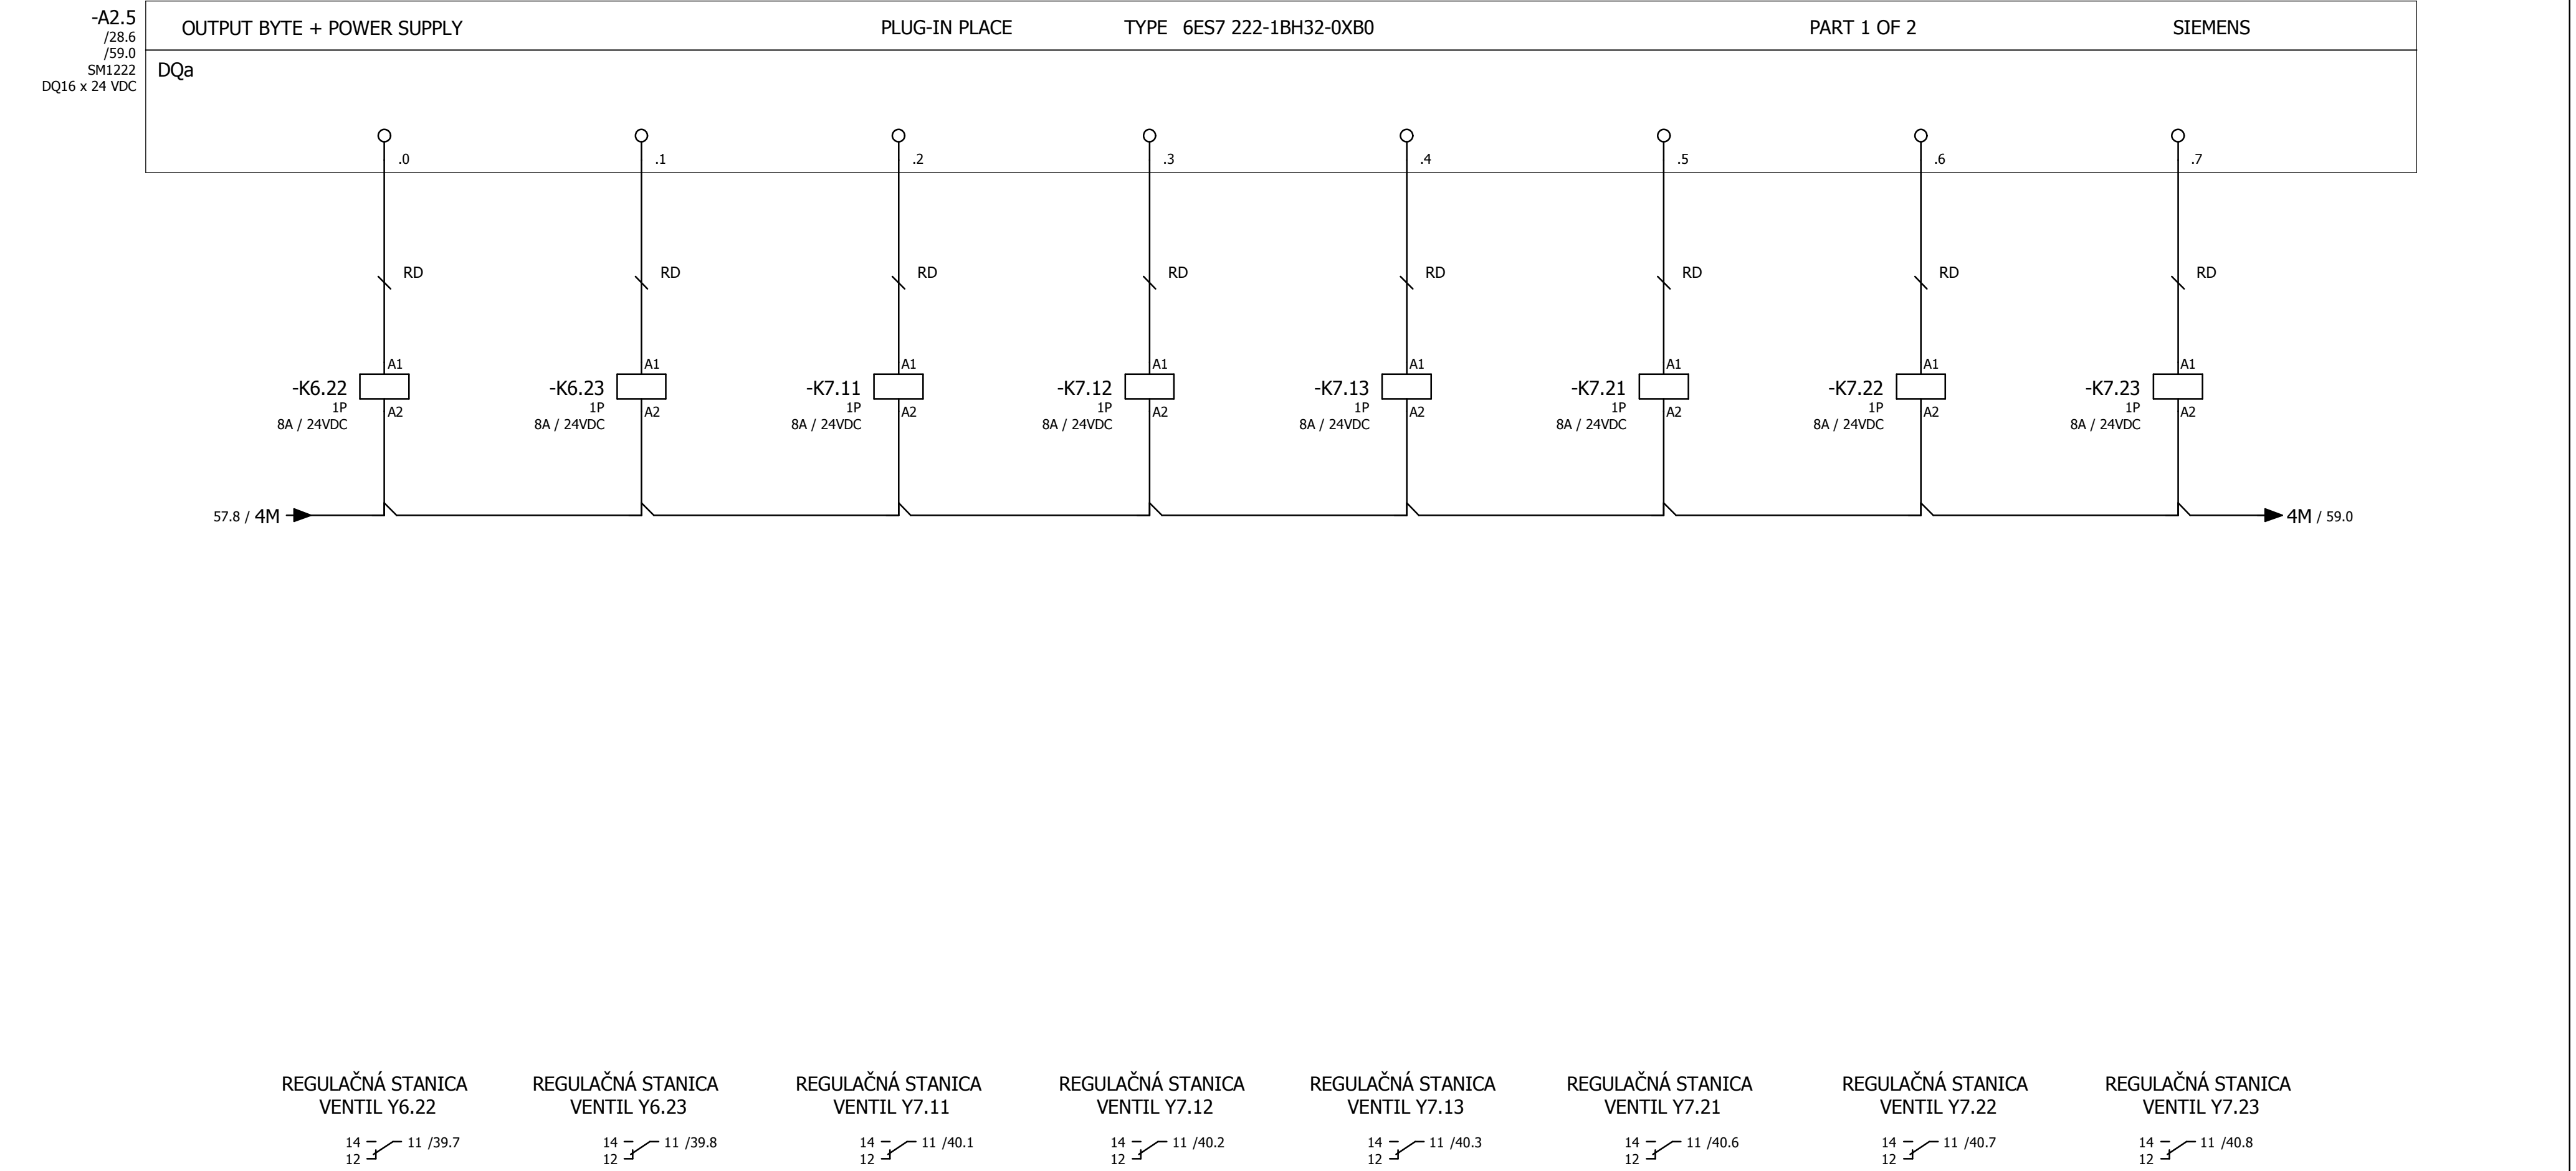 -A2.5
/28.6
/59.0
SM1222
DQ16 x 24 VDC
OUTPUT BYTE + POWER SUPPLY PLUG-IN PLACE TYPE 6ES7 222-1BH32-0XB0 PART 1 OF 2 SIEMENS
DQa
.0 .1 .2 .3 .4 .5 .6 .7
RD RD RD RD RD RD RD RD
A1 A1 A1 A1 A1 A1 A1 A1
-K6.22 -K6.23 -K7.11 -K7.12 -K7.13 -K7.21 -K7.22 -K7.23
1P 1P 1P 1P 1P 1P 1P 1P
A2 A2 A2 A2 A2 A2 A2 A2
8A / 24VDC 8A / 24VDC 8A / 24VDC 8A / 24VDC 8A / 24VDC 8A / 24VDC 8A / 24VDC 8A / 24VDC
57.8 / 4M 4M / 59.0
REGULAČNÁ STANICA REGULAČNÁ STANICA REGULAČNÁ STANICA REGULAČNÁ STANICA REGULAČNÁ STANICA REGULAČNÁ STANICA REGULAČNÁ STANICA REGULAČNÁ STANICA
VENTIL Y6.22 VENTIL Y6.23 VENTIL Y7.11 VENTIL Y7.12 VENTIL Y7.13 VENTIL Y7.21 VENTIL Y7.22 VENTIL Y7.23
14 11 /39.7 14 11 /39.8 14 11 /40.1 14 11 /40.2 14 11 /40.3 14 11 /40.6 14 11 /40.7 14 11 /40.8
12 12 12 12 12 12 12 12